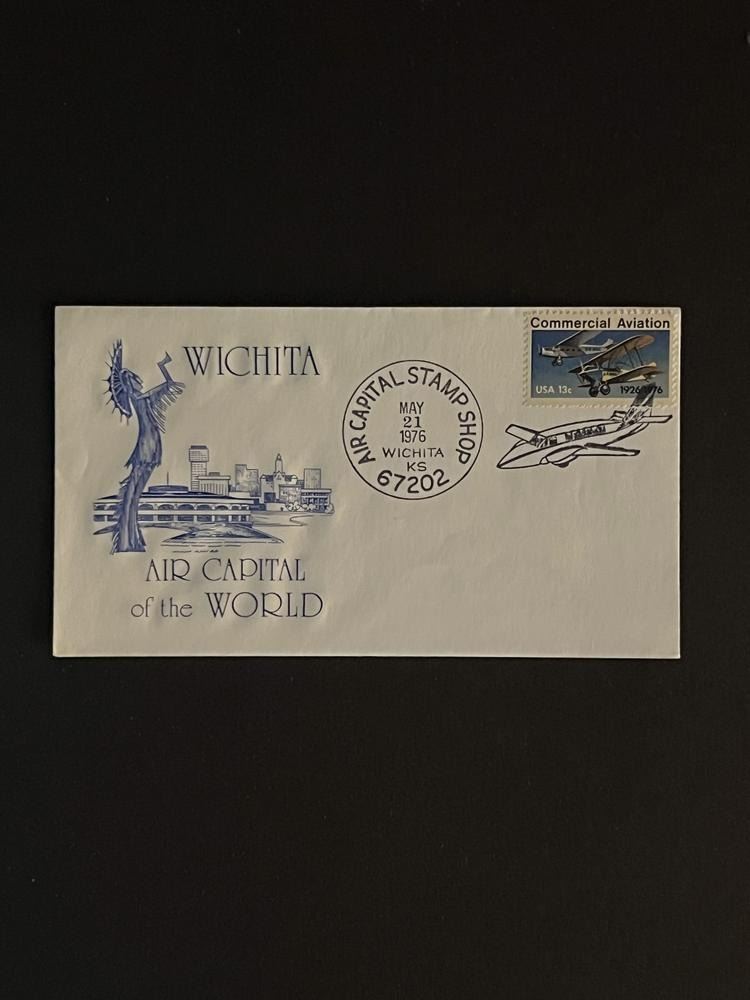 WICHITA
AIR CAPITAL
of the WORLD
AIR CAPITAL STAMP SHOP
MAY
21
1976
WICHITA
KS
67202
Commercial Aviation
USA 13c 1926 1976